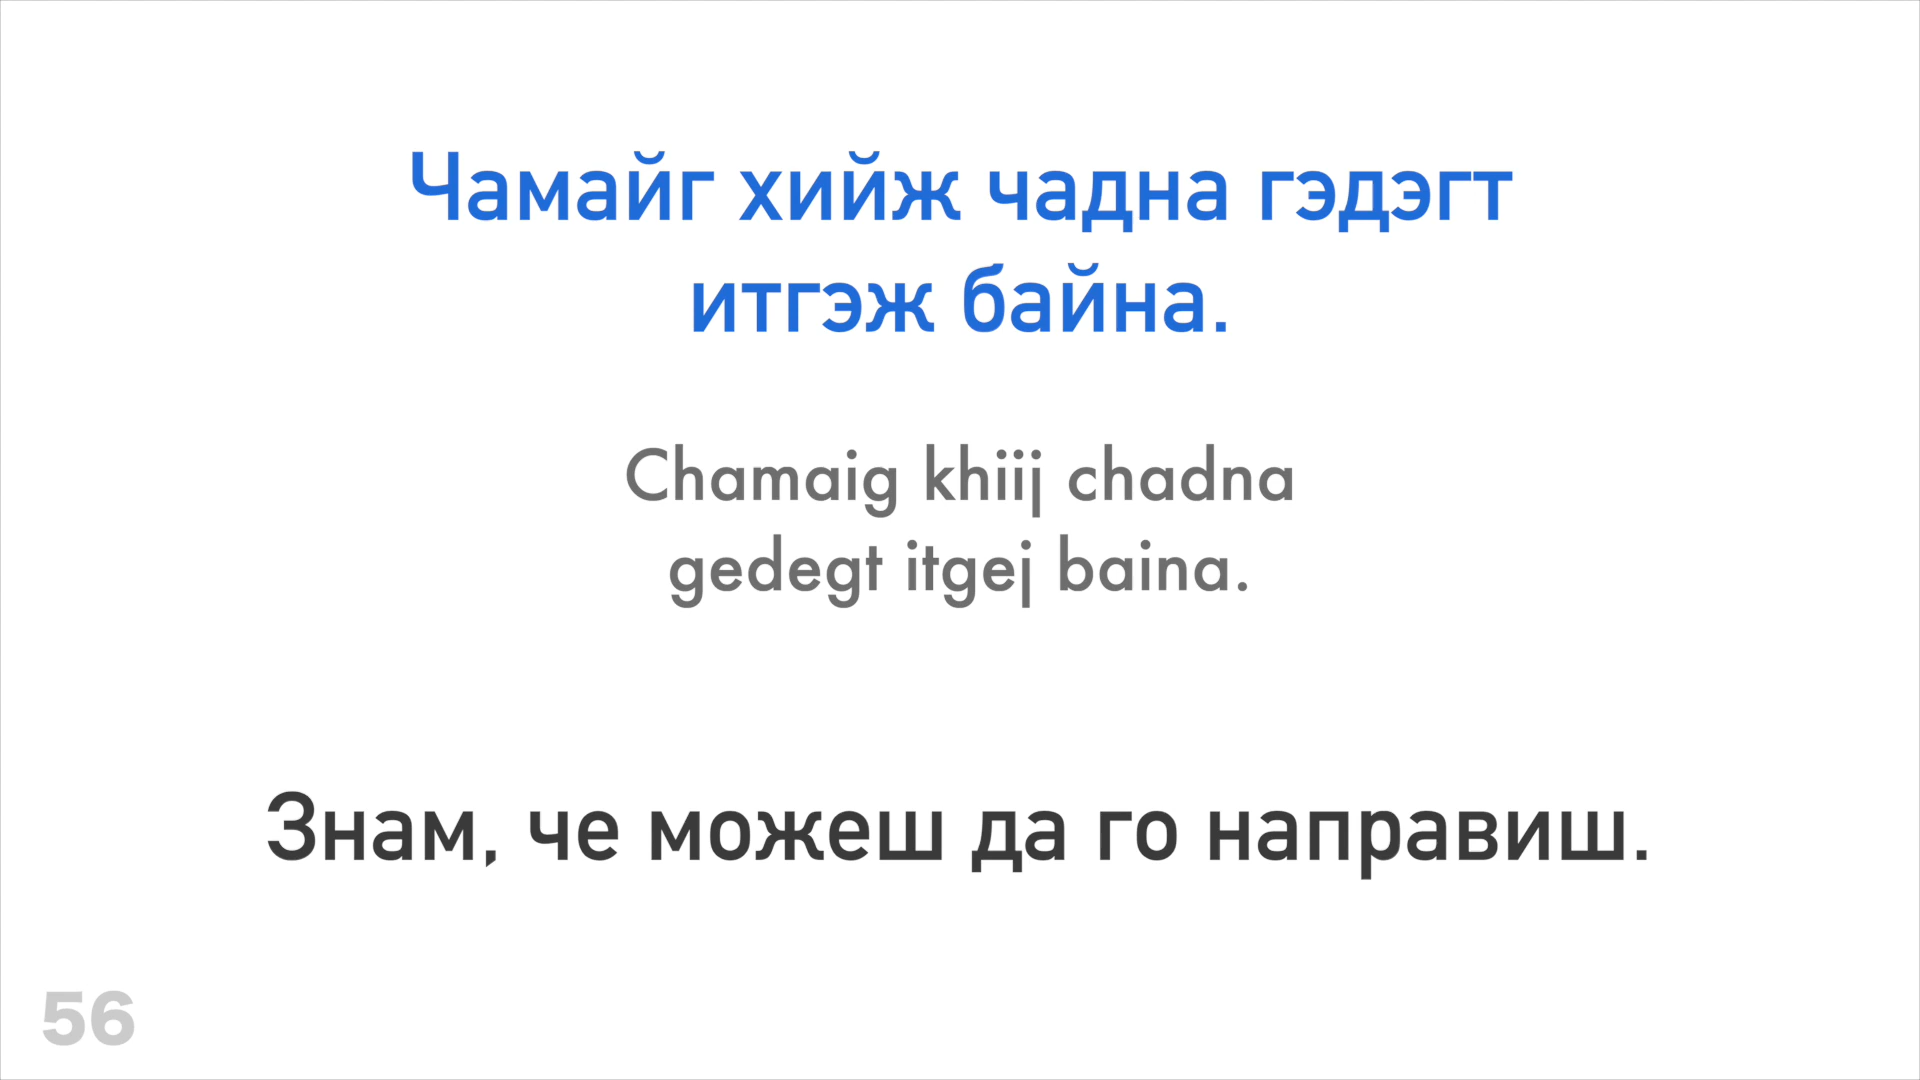 Чамайг хийж чадна гэдэгт
итгэж байна.
Chamaig khiij chadna
gedegt itgej baina.
Знам, че можеш да го направиш.
56